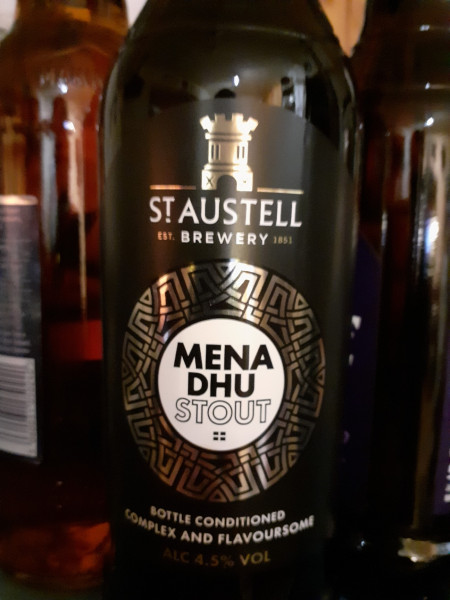 ST AUSTELL
EST. BREWERY 1851
MENA
DHU
STOUT
BOTTLE CONDITIONED
COMPLEX AND FLAVOURSOME
ALC 4.5% VOL